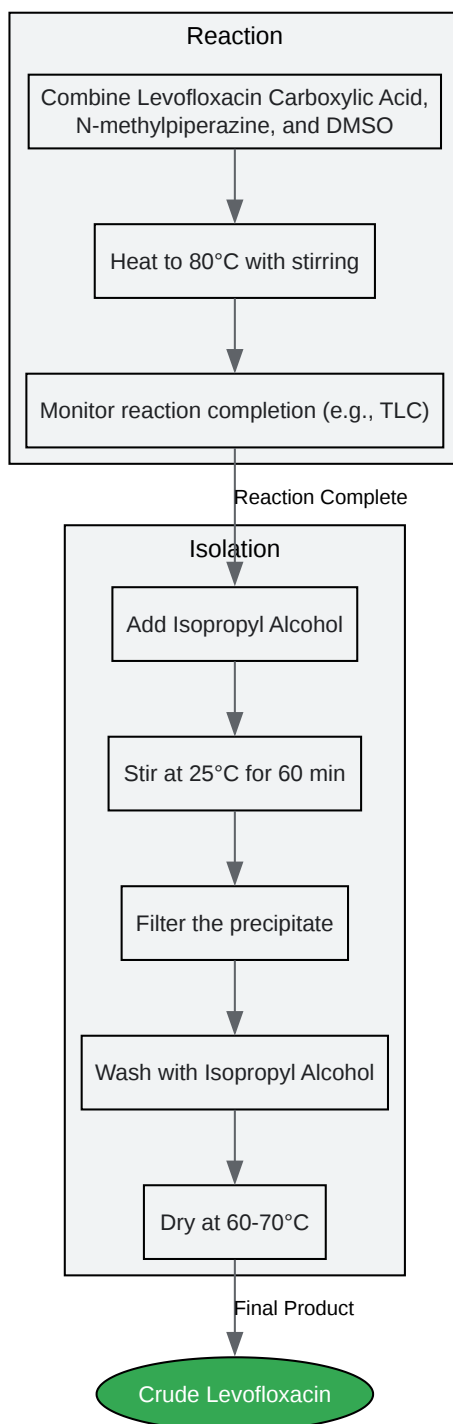 Reaction
Combine Levofloxacin Carboxylic Acid,
N-methylpiperazine, and DMSO
Heat to 80°C with stirring
Monitor reaction completion (e.g., TLC)
Reaction Complete
Isolation
Add Isopropyl Alcohol
Stir at 25°C for 60 min
Filter the precipitate
Wash with Isopropyl Alcohol
Dry at 60-70°C
Final Product
Crude Levofloxacin